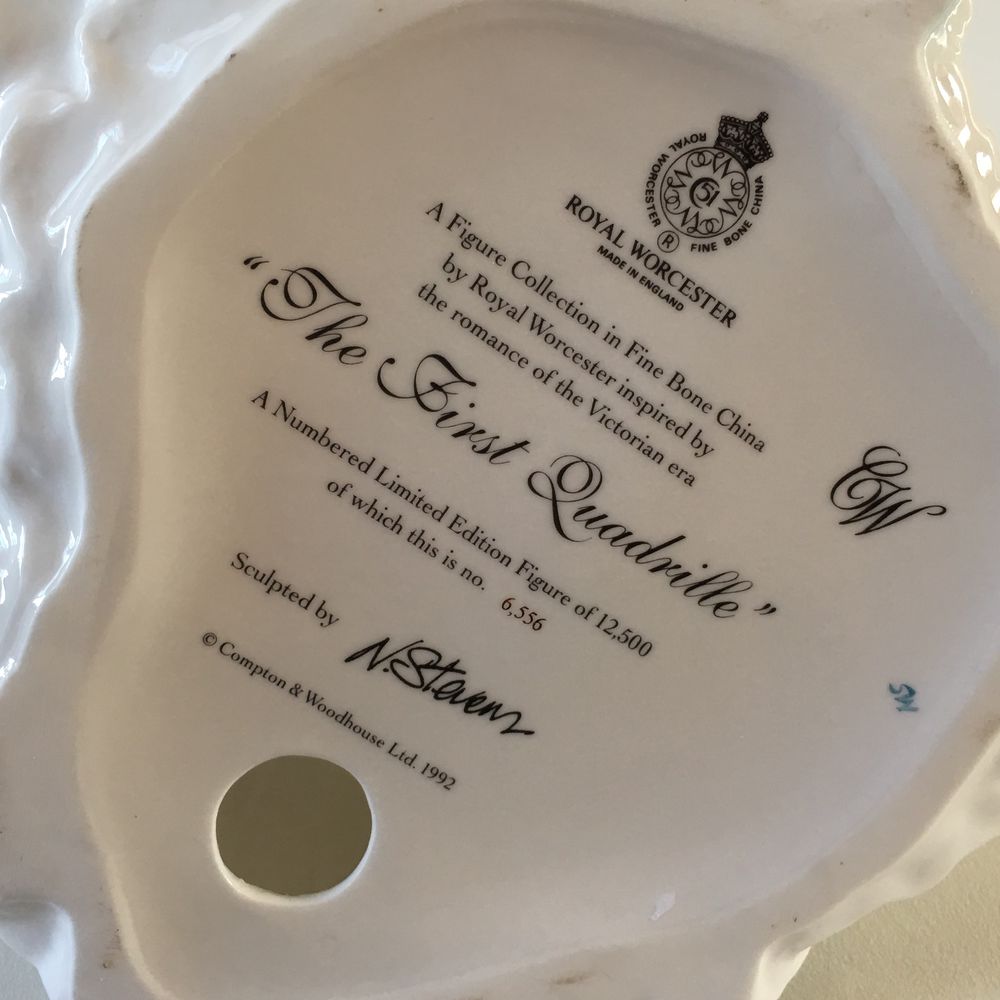 ROYAL WORCESTER
51
FINE BONE CHINA
®
ROYAL WORCESTER
MADE IN ENGLAND
A Figure Collection in Fine Bone China
by Royal Worcester inspired by
the romance of the Victorian era
“The First Quadrille”
CW
A Numbered Limited Edition Figure of 12,500
of which this is no. 6,556
Sculpted by N. Stevens
© Compton & Woodhouse Ltd. 1992